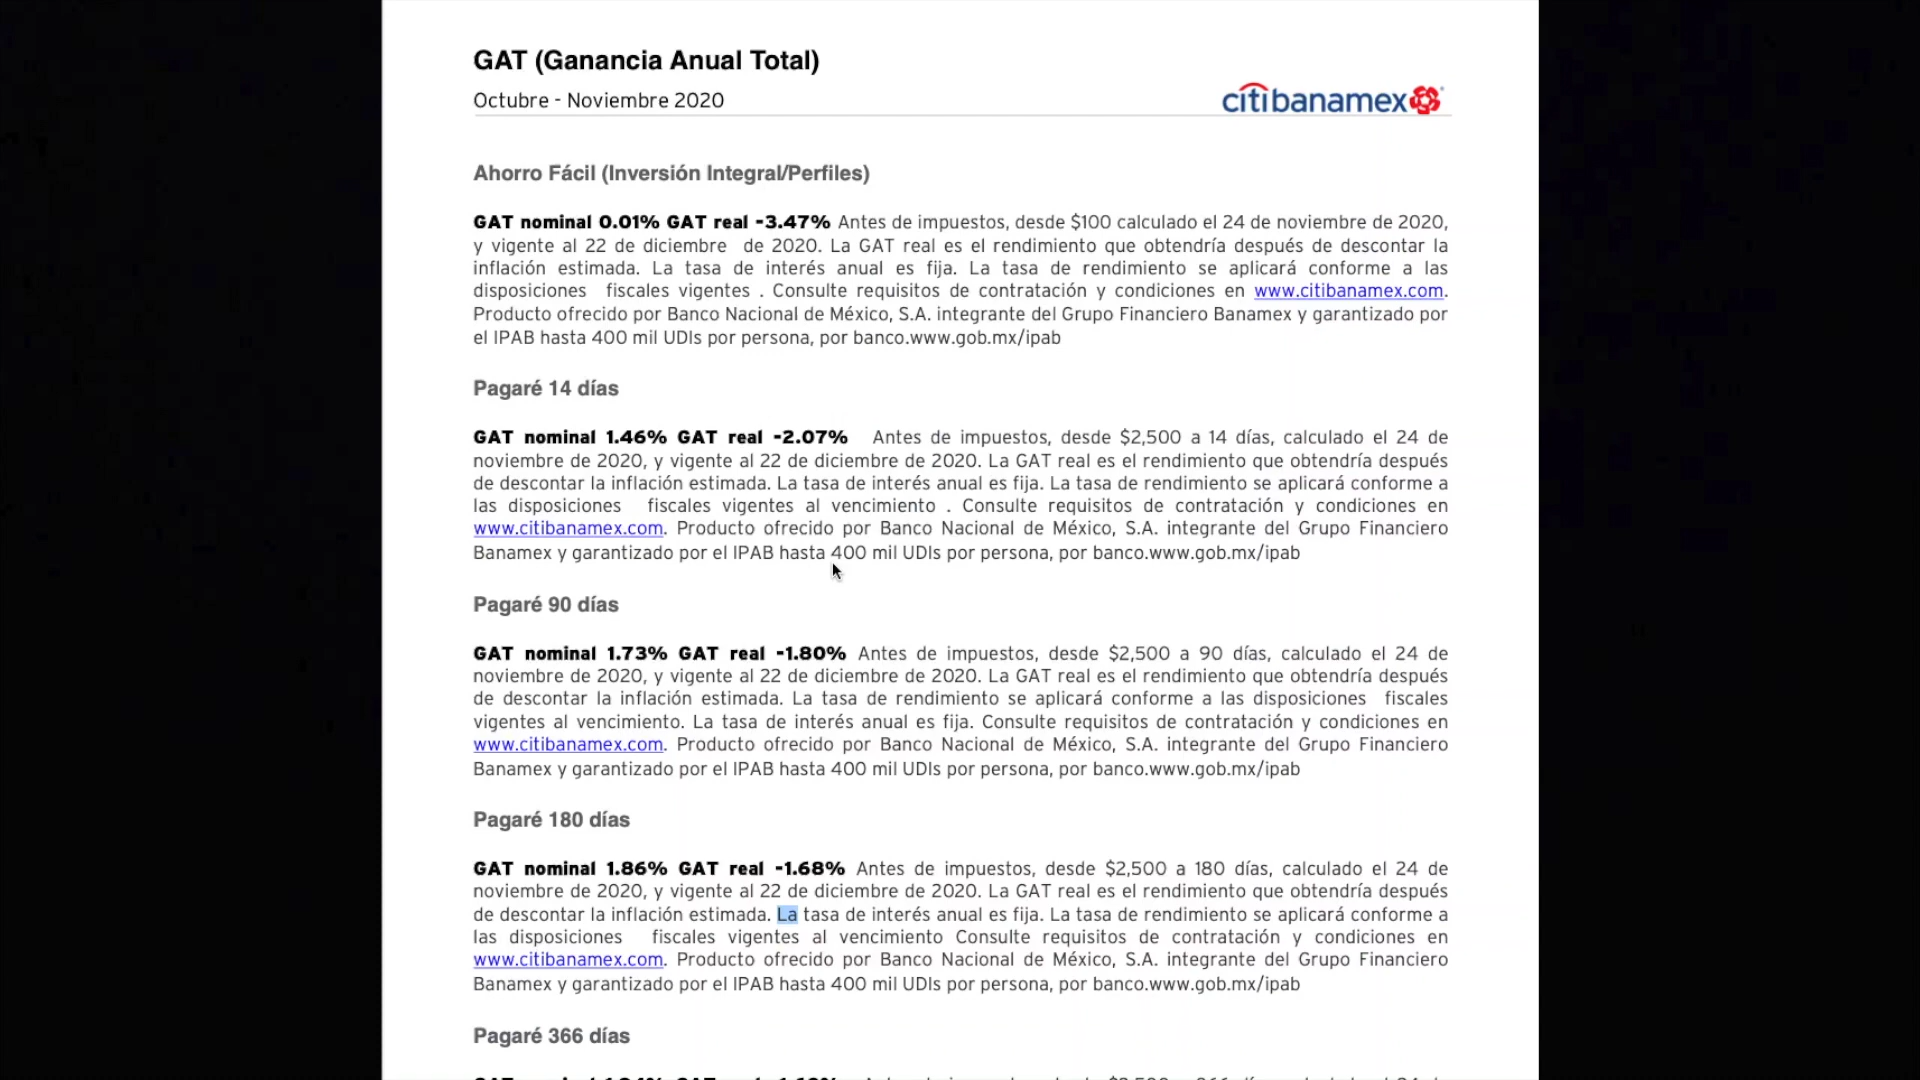 GAT (Ganancia Anual Total)
Octubre - Noviembre 2020
citibanamex
Ahorro Fácil (Inversión Integral/Perfiles)
GAT nominal 0.01% GAT real -3.47% Antes de impuestos, desde $100 calculado el 24 de noviembre de 2020,
y vigente al 22 de diciembre de 2020. La GAT real es el rendimiento que obtendría después de descontar la
inflación estimada. La tasa de interés anual es fija. La tasa de rendimiento se aplicará conforme a las
disposiciones fiscales vigentes . Consulte requisitos de contratación y condiciones en www.citibanamex.com.
Producto ofrecido por Banco Nacional de México, S.A. integrante del Grupo Financiero Banamex y garantizado por
el IPAB hasta 400 mil UDIs por persona, por banco.www.gob.mx/ipab
Pagaré 14 días
GAT nominal 1.46% GAT real -2.07% Antes de impuestos, desde $2,500 a 14 días, calculado el 24 de
noviembre de 2020, y vigente al 22 de diciembre de 2020. La GAT real es el rendimiento que obtendría después
de descontar la inflación estimada. La tasa de interés anual es fija. La tasa de rendimiento se aplicará conforme a
las disposiciones fiscales vigentes al vencimiento . Consulte requisitos de contratación y condiciones en
www.citibanamex.com. Producto ofrecido por Banco Nacional de México, S.A. integrante del Grupo Financiero
Banamex y garantizado por el IPAB hasta 400 mil UDIs por persona, por banco.www.gob.mx/ipab
Pagaré 90 días
GAT nominal 1.73% GAT real -1.80% Antes de impuestos, desde $2,500 a 90 días, calculado el 24 de
noviembre de 2020, y vigente al 22 de diciembre de 2020. La GAT real es el rendimiento que obtendría después
de descontar la inflación estimada. La tasa de rendimiento se aplicará conforme a las disposiciones fiscales
vigentes al vencimiento. La tasa de interés anual es fija. Consulte requisitos de contratación y condiciones en
www.citibanamex.com. Producto ofrecido por Banco Nacional de México, S.A. integrante del Grupo Financiero
Banamex y garantizado por el IPAB hasta 400 mil UDIs por persona, por banco.www.gob.mx/ipab
Pagaré 180 días
GAT nominal 1.86% GAT real -1.68% Antes de impuestos, desde $2,500 a 180 días, calculado el 24 de
noviembre de 2020, y vigente al 22 de diciembre de 2020. La GAT real es el rendimiento que obtendría después
de descontar la inflación estimada. La tasa de interés anual es fija. La tasa de rendimiento se aplicará conforme a
las disposiciones fiscales vigentes al vencimiento Consulte requisitos de contratación y condiciones en
www.citibanamex.com. Producto ofrecido por Banco Nacional de México, S.A. integrante del Grupo Financiero
Banamex y garantizado por el IPAB hasta 400 mil UDIs por persona, por banco.www.gob.mx/ipab
Pagaré 366 días